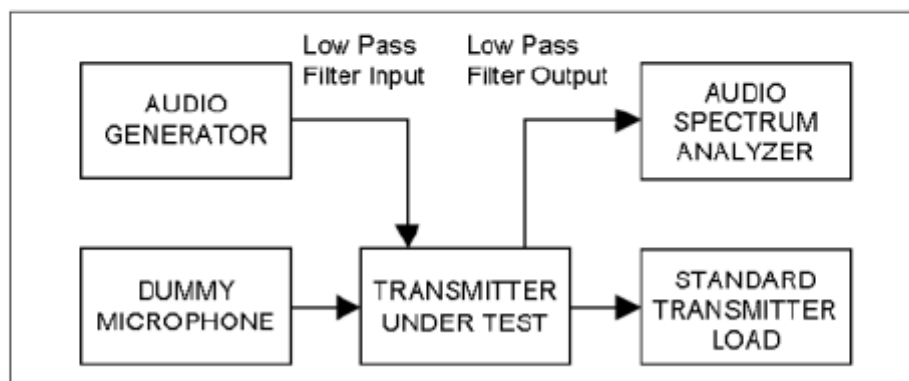 Low Pass
Filter Input
Low Pass
Filter Output
AUDIO
GENERATOR
AUDIO
SPECTRUM
ANALYZER
DUMMY
MICROPHONE
TRANSMITTER
UNDER TEST
STANDARD
TRANSMITTER
LOAD